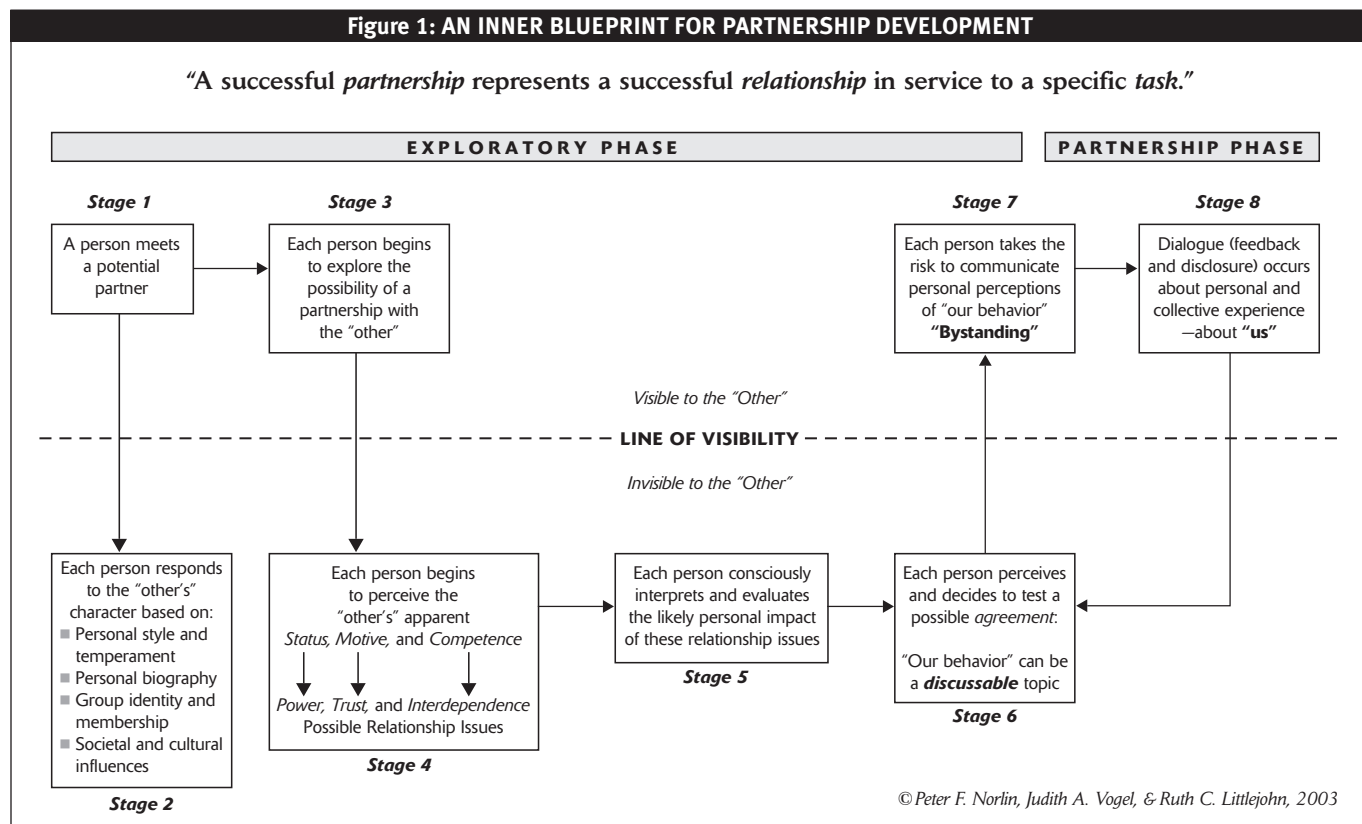 Figure 1: AN INNER BLUEPRINT FOR PARTNERSHIP DEVELOPMENT
“A successful partnership represents a successful relationship in service to a specific task.”
EXPLORATORY PHASE
PARTNERSHIP PHASE
Stage 1
A person meets
a potential
partner
Stage 3
Each person begins
to explore the
possibility of a
partnership with
the “other”
Stage 7
Each person takes the
risk to communicate
personal perceptions
of “our behavior”
“Bystanding”
Stage 8
Dialogue (feedback
and disclosure) occurs
about personal and
collective experience
—about “us”
Visible to the “Other”
LINE OF VISIBILITY
Invisible to the “Other”
Each person responds
to the “other’s”
character based on:
■ Personal style and
temperament
■ Personal biography
■ Group identity and
membership
■ Societal and cultural
influences
Stage 2
Each person begins
to perceive the
“other’s” apparent
Status, Motive, and Competence
Power, Trust, and Interdependence
Possible Relationship Issues
Stage 4
Each person consciously
interprets and evaluates
the likely personal impact
of these relationship issues
Stage 5
Each person perceives
and decides to test a
possible agreement:
“Our behavior” can be
a discussable topic
Stage 6
© Peter F. Norlin, Judith A. Vogel, & Ruth C. Littlejohn, 2003